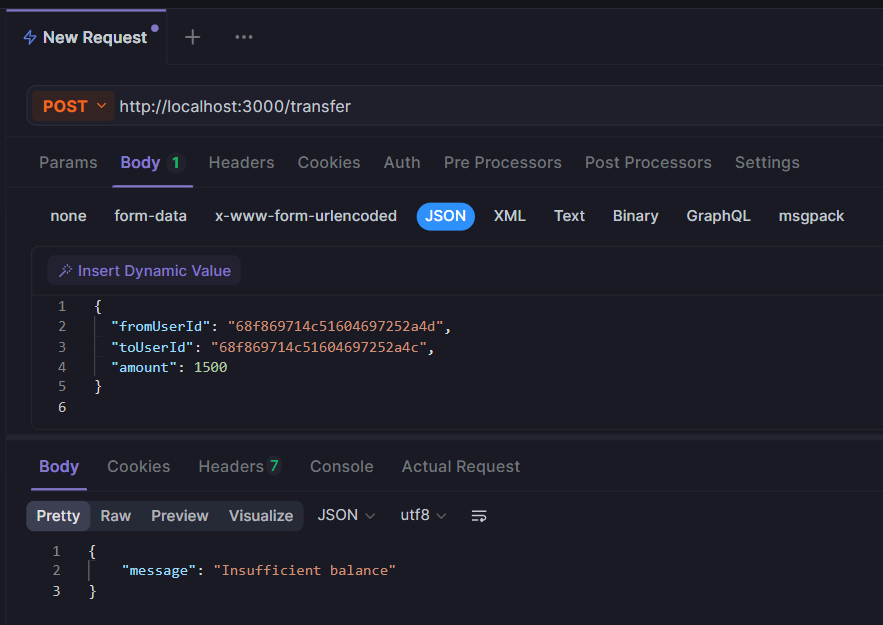 New Request
POST http://localhost:3000/transfer
Params Body 1 Headers Cookies Auth Pre Processors Post Processors Settings
none form-data x-www-form-urlencoded JSON XML Text Binary GraphQL msgpack
Insert Dynamic Value
1 {
2 "fromUserId": "68f869714c51604697252a4d",
3 "toUserId": "68f869714c51604697252a4c",
4 "amount": 1500
5 }
6
Body Cookies Headers 7 Console Actual Request
Pretty Raw Preview Visualize JSON utf8
1 {
2 "message": "Insufficient balance"
3 }